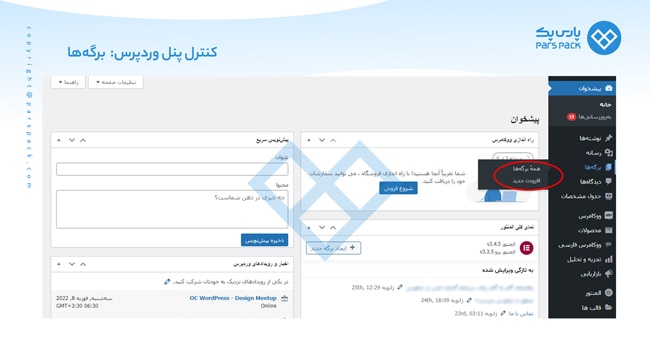 پارس پک
PARS PACK
کنترل پنل وردپرس: برگه‌ها
copyright@parspack.com
تنظیمات صفحه
راهنما
پیشخوان
خانه
به‌روزرسانی‌ها 19
نوشته‌ها
رسانه
برگه‌ها
همهٔ برگه‌ها
افزودن جدید
دیدگاه‌ها
جدول مشخصات
ووکامرس
محصولات
ووکامرس فارسی
تجزیه و تحلیل
بازاریابی
المنتور
قالب ها
پیشخوان
راه اندازی ووکامرس
شما تقریباً آنجا هستید! با راه اندازی فروشگاه ، می توانید سفارشات
خود را دریافت کنید.
شروع فروش
نمای کلی المنتور
المنتور v3.4.5
المنتور پرو v3.3.5
ایجاد برگه جدید
به تازگی ویرایش شده
ژانویه 25th, 12:29
ژانویه 24th, 18:09
تماس با ما
ژانویه 23rd, 03:11
پیش‌نویس سریع
عنوان
محتوا
چه خبری در ذهن شماست؟
ذخیره پیش‌نویس
اخبار و رویدادهای وردپرس
در یکی از رویدادهای نزدیک به خودتان شرکت کنید.
OC WordPress - Design Meetup
Online
سه‌شنبه, فوریه 8, 2022
GMT+3:30 06:30